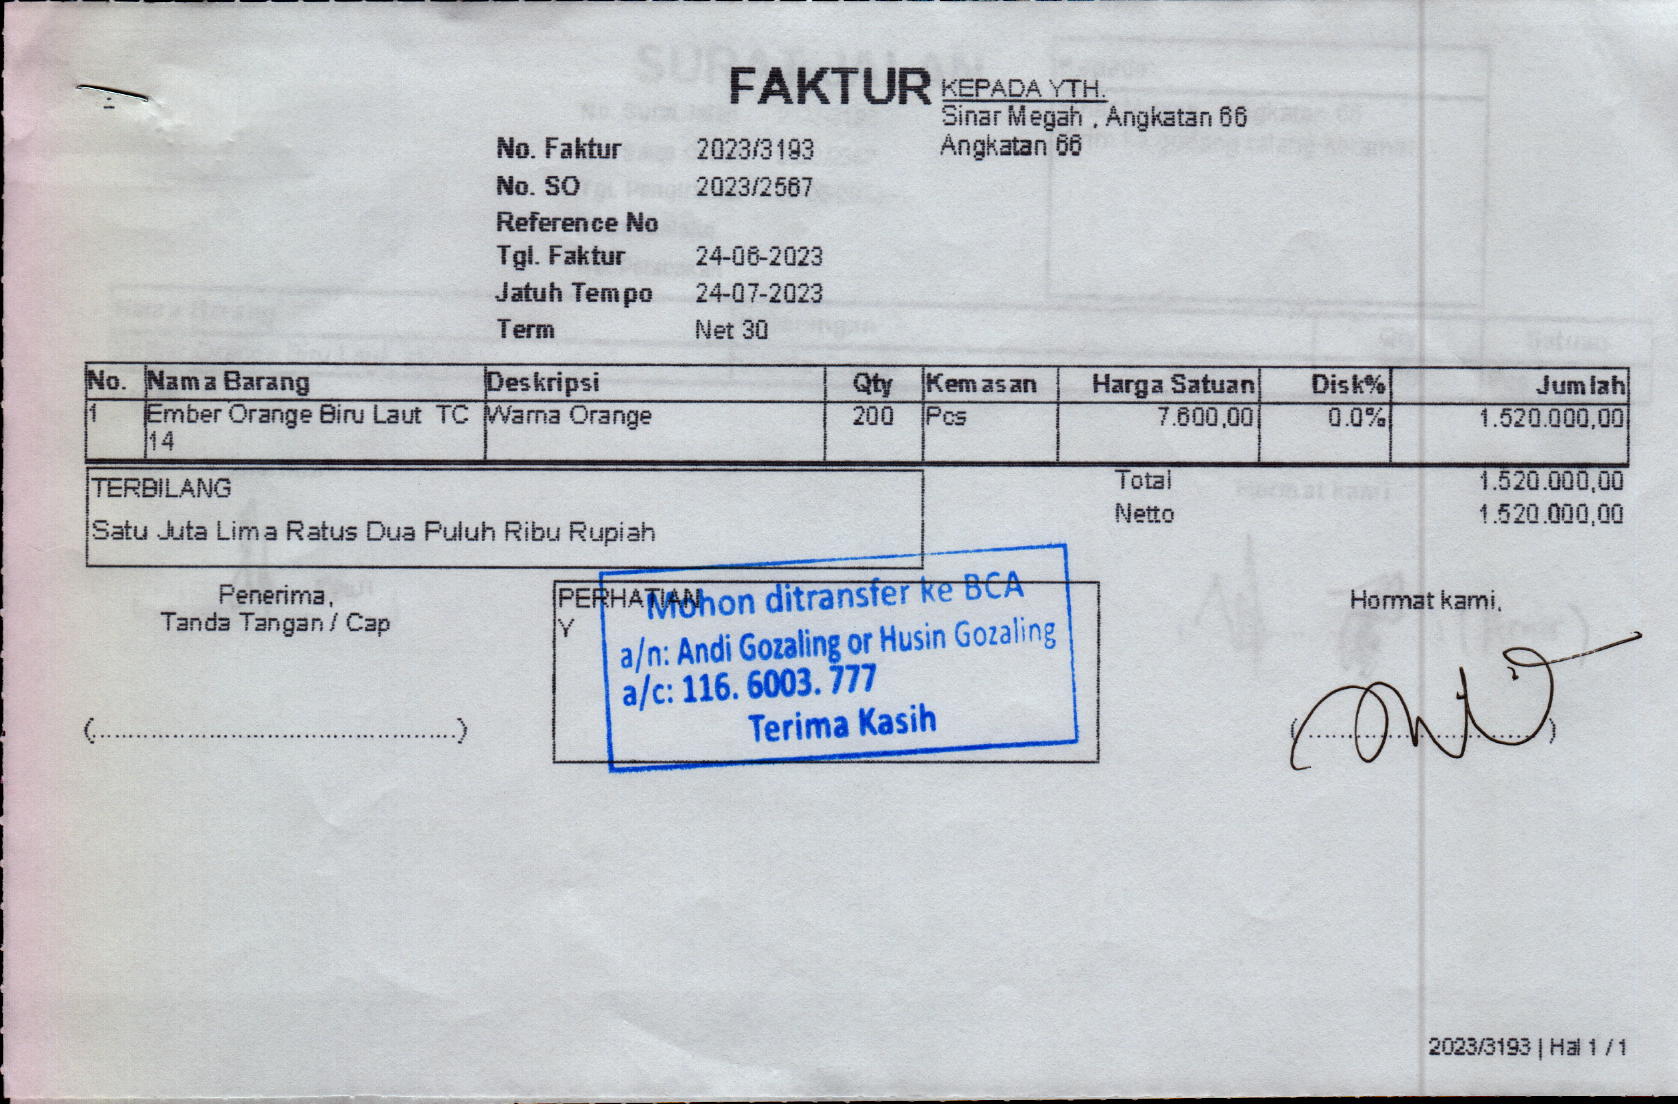 FAKTUR
KEPADA YTH.
Sinar Megah , Angkatan 66
Angkatan 66
No. Faktur 2023/3193
No. SO 2023/2567
Reference No
Tgl. Faktur 24-06-2023
Jatuh Tempo 24-07-2023
Term Net 30
No. Nama Barang Deskripsi Qty Kemasan Harga Satuan Disk% Jumlah
1 Ember Orange Biru Laut TC Warna Orange 200 Pcs 7.600,00 0.0% 1.520.000,00
14
TERBILANG
Satu Juta Lima Ratus Dua Puluh Ribu Rupiah
Total 1.520.000,00
Netto 1.520.000,00
Penerima,
Tanda Tangan / Cap
(..............................................)
PERHATIAN
Y
Mohon ditransfer ke BCA
a/n: Andi Gozaling or Husin Gozaling
a/c: 116. 6003. 777
Terima Kasih
Hormat kami,
(...............................)
2023/3193 | Hal 1 / 1